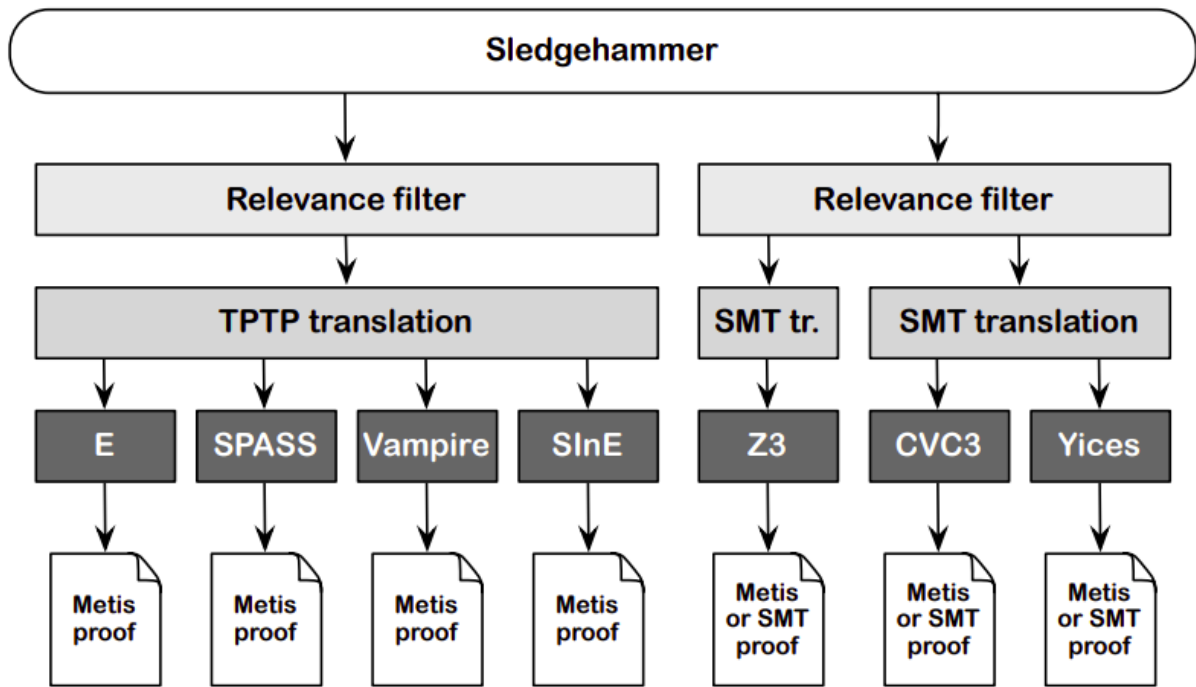 Sledgehammer
Relevance filter
Relevance filter
TPTP translation
SMT tr.
SMT translation
E
SPASS
Vampire
SInE
Z3
CVC3
Yices
Metis
proof
Metis
proof
Metis
proof
Metis
proof
Metis
or SMT
proof
Metis
or SMT
proof
Metis
or SMT
proof